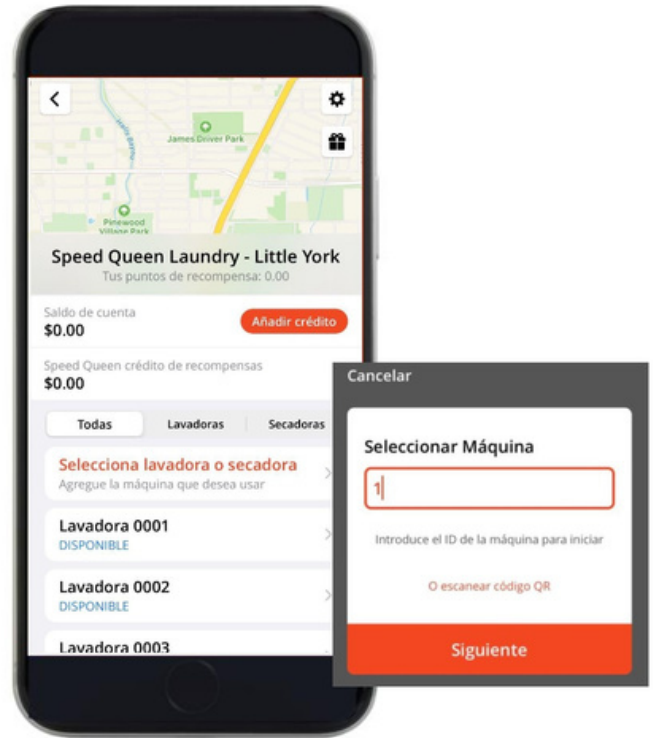 James Driver Park
Pinewood
Village Park
Speed Queen Laundry - Little York
Tus puntos de recompensa: 0.00
Saldo de cuenta
$0.00
Añadir crédito
Speed Queen crédito de recompensas
$0.00
Todas
Lavadoras
Secadoras
Selecciona lavadora o secadora
Agregue la máquina que desea usar
Lavadora 0001
DISPONIBLE
Lavadora 0002
DISPONIBLE
Lavadora 0003
Cancelar
Seleccionar Máquina
1
Introduce el ID de la máquina para iniciar
O escanear código QR
Siguiente